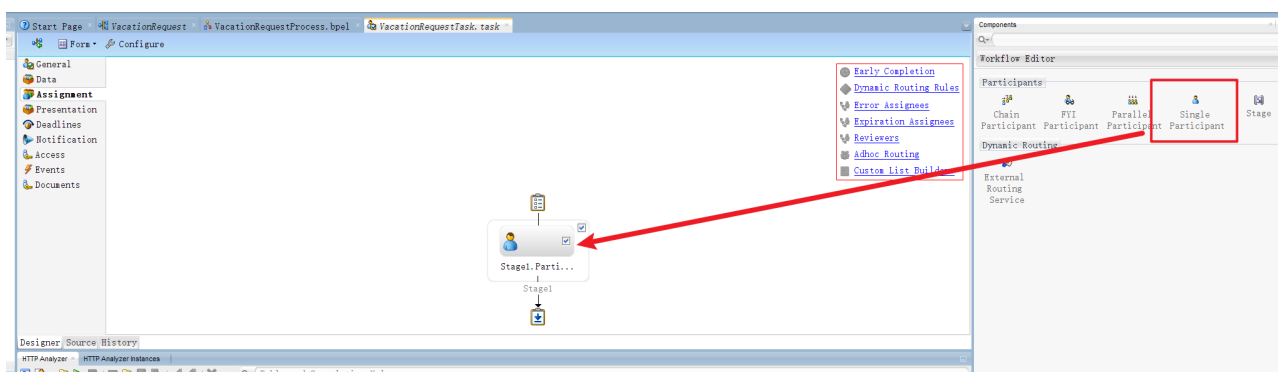 Start Page
VacationRequest
VacationRequestProcess.bpel
VacationRequestTask.task
Components
Form
Configure
Workflow Editor
General
Data
Assignment
Presentation
Deadlines
Notification
Access
Events
Documents
Early Completion
Dynamic Routing Rules
Error Assignees
Expiration Assignees
Reviewers
Adhoc Routing
Custom List Builder
Participants
Chain Participant
FYI Participant
Parallel Participant
Single Participant
Stage
Dynamic Routing
External
Routing
Service
Stage1.Parti...
Stage1
Designer Source History
HTTP Analyzer
HTTP Analyzer Instances